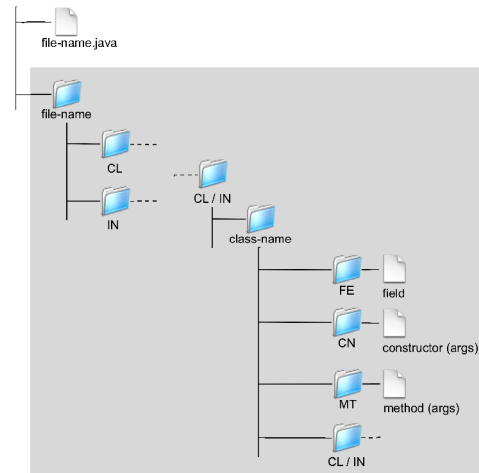 file-name.java
file-name
CL
CL / IN
IN
class-name
FE
field
CN
constructor (args)
MT
method (args)
CL / IN